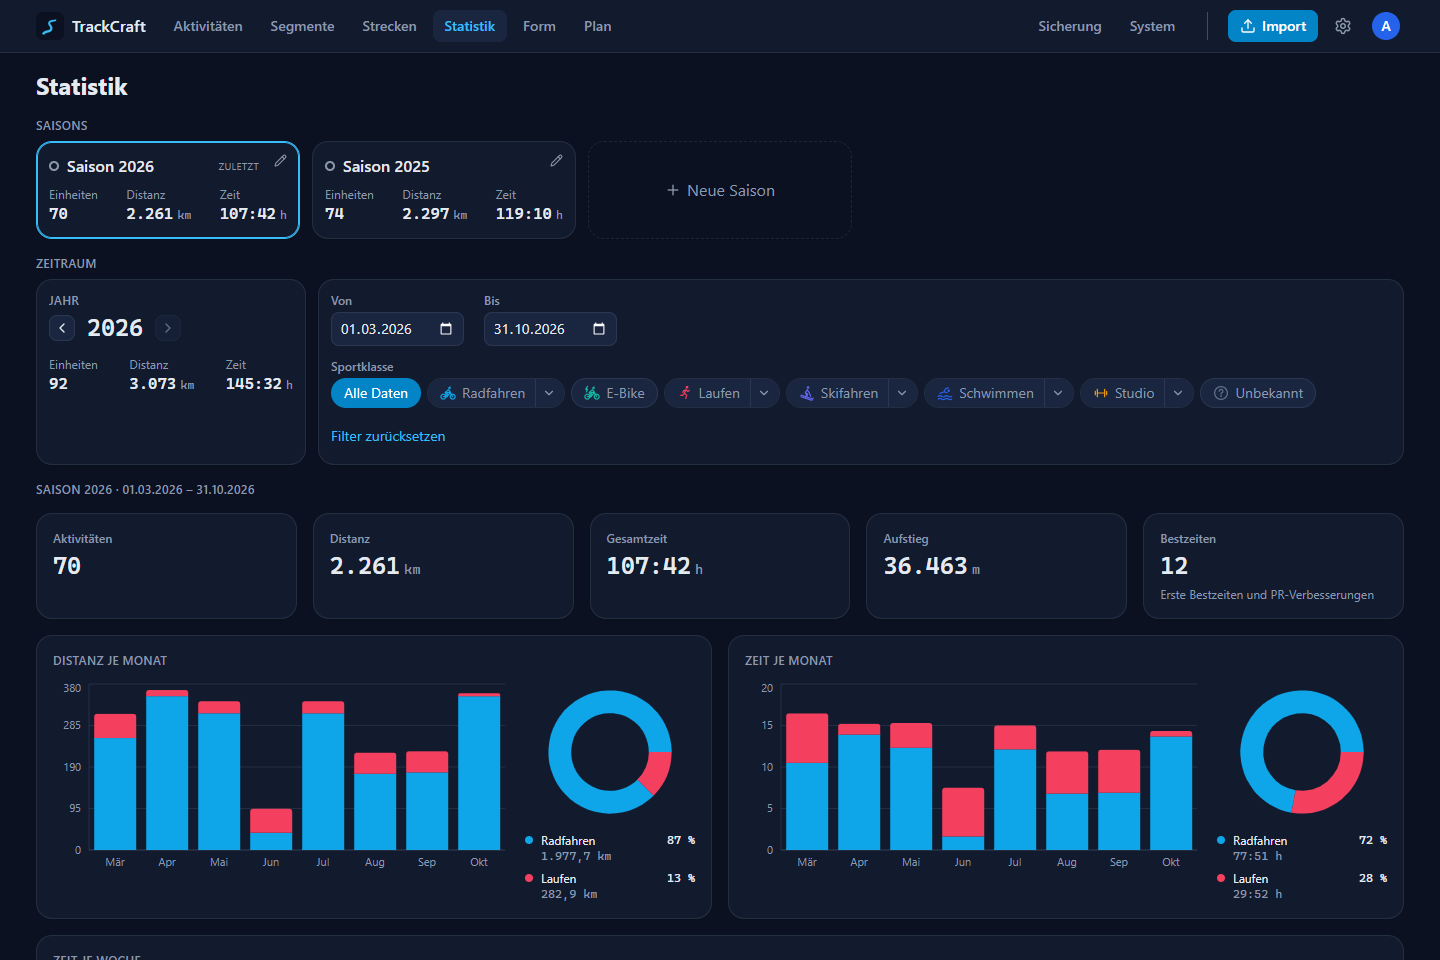 TrackCraft Aktivitäten Segmente Strecken Statistik Form Plan Sicherung System Import A
Statistik
SAISONS
Saison 2026 ZULETZT
Einheiten Distanz Zeit
70 2.261 km 107:42 h
Saison 2025
Einheiten Distanz Zeit
74 2.297 km 119:10 h
+ Neue Saison
ZEITRAUM
JAHR
2026
Einheiten Distanz Zeit
92 3.073 km 145:32 h
Von Bis
01.03.2026 31.10.2026
Sportklasse
Alle Daten Radfahren E-Bike Laufen Skifahren Schwimmen Studio Unbekannt
Filter zurücksetzen
SAISON 2026 · 01.03.2026 – 31.10.2026
Aktivitäten
70
Distanz
2.261 km
Gesamtzeit
107:42 h
Aufstieg
36.463 m
Bestzeiten
12
Erste Bestzeiten und PR-Verbesserungen
DISTANZ JE MONAT
380
285
190
95
0
Mär Apr Mai Jun Jul Aug Sep Okt
Radfahren 87 %
1.977,7 km
Laufen 13 %
282,9 km
ZEIT JE MONAT
20
15
10
5
0
Mär Apr Mai Jun Jul Aug Sep Okt
Radfahren 72 %
77:51 h
Laufen 28 %
29:52 h
ZEIT JE WOCHE